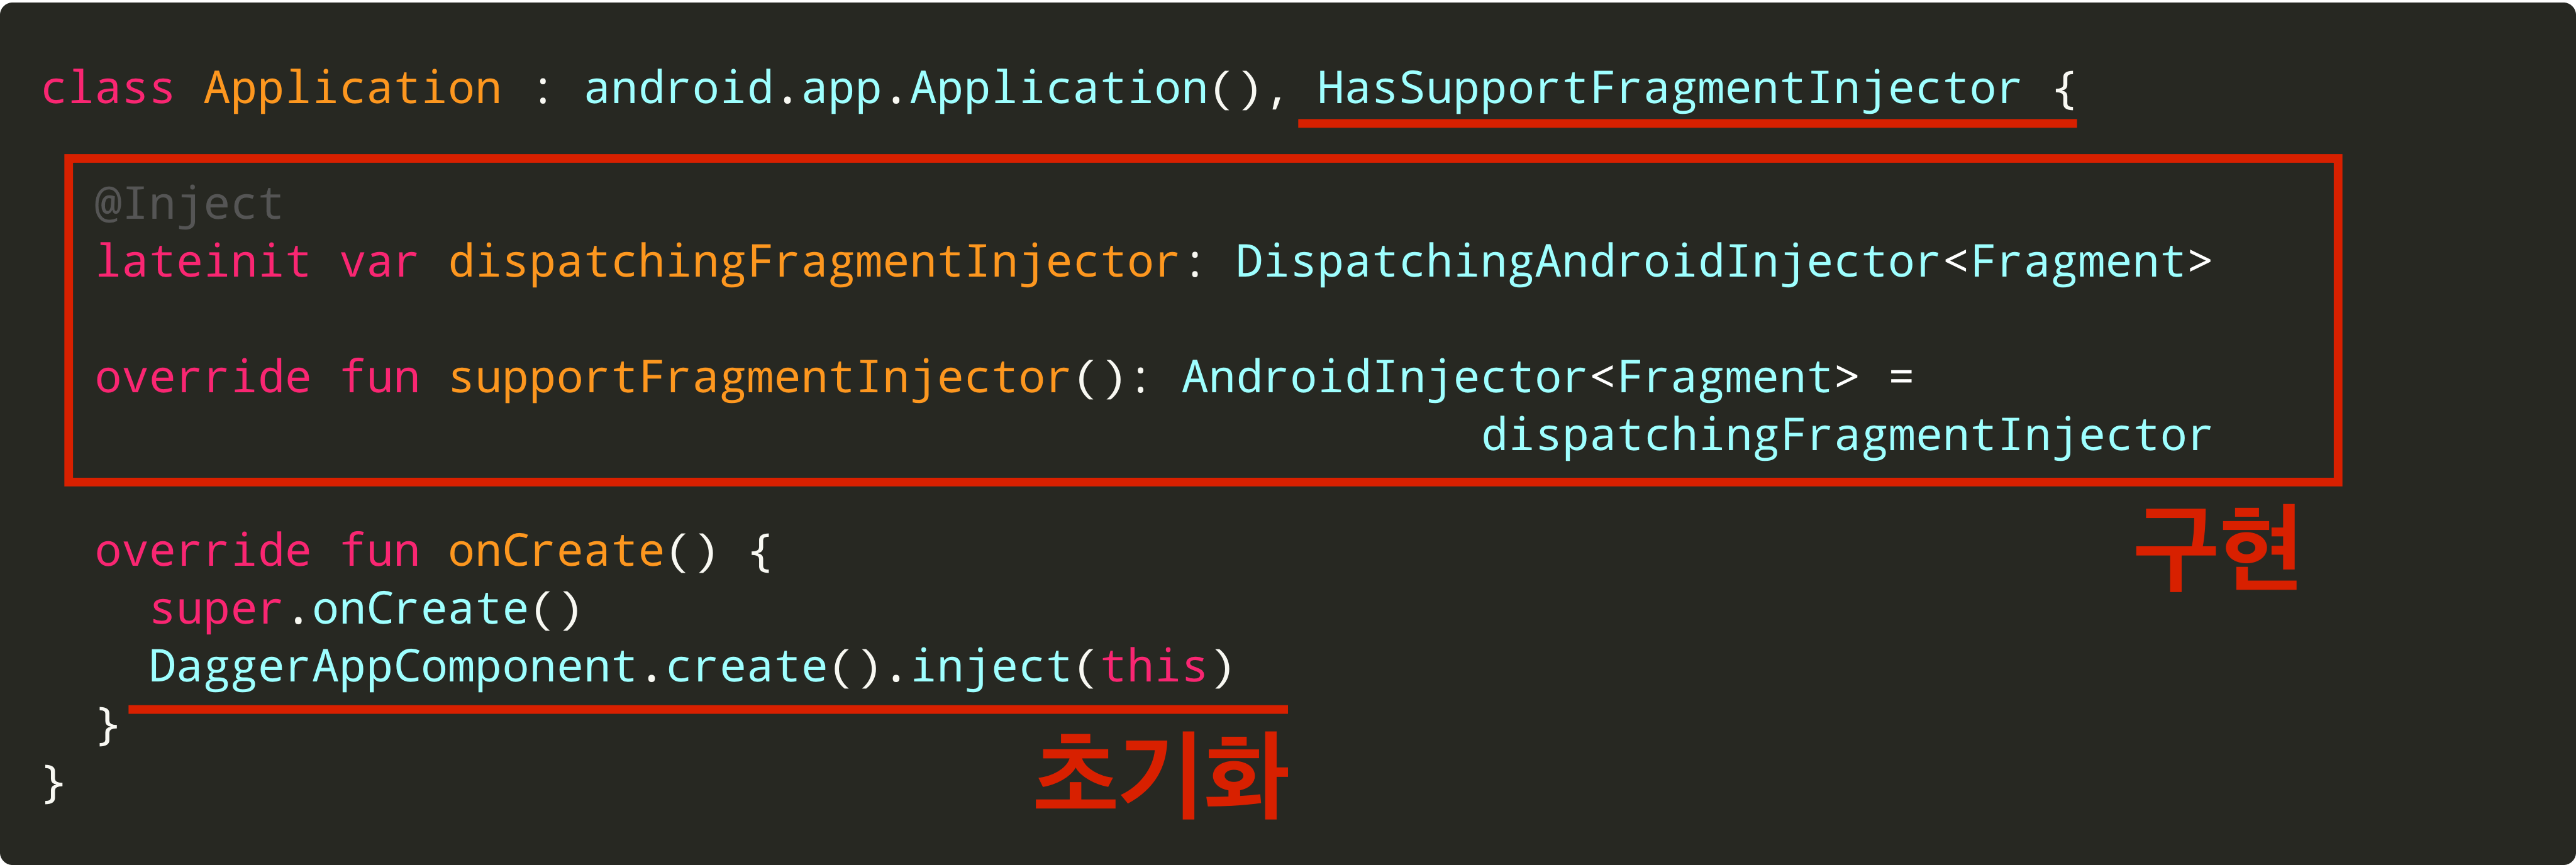 class Application : android.app.Application(), HasSupportFragmentInjector {
@Inject
lateinit var dispatchingFragmentInjector: DispatchingAndroidInjector<Fragment>
override fun supportFragmentInjector(): AndroidInjector<Fragment> =
dispatchingFragmentInjector
구현
override fun onCreate() {
super.onCreate()
DaggerAppComponent.create().inject(this)
}
초기화
}